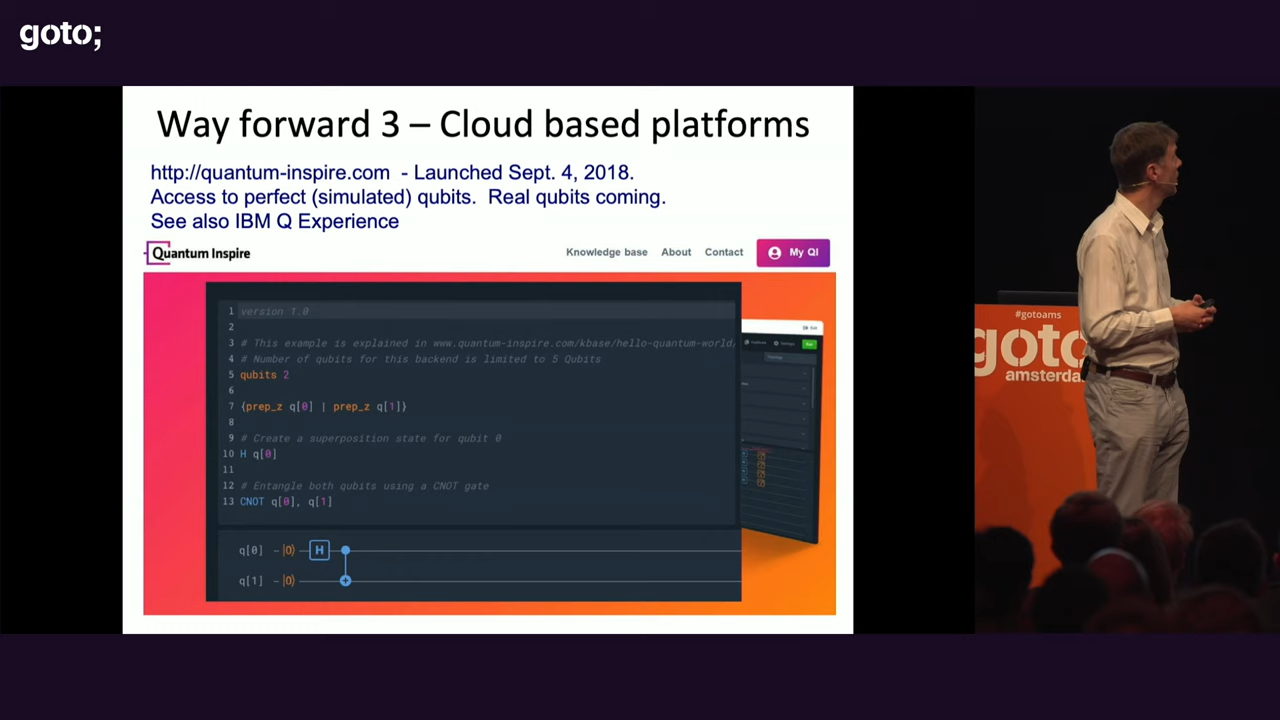 goto;
Way forward 3 – Cloud based platforms
http://quantum-inspire.com - Launched Sept. 4, 2018.
Access to perfect (simulated) qubits. Real qubits coming.
See also IBM Q Experience
Quantum Inspire
Knowledge base About Contact My QI
1 version 1.0
2
3 # This example is explained in www.quantum-inspire.com/kbase/hello-quantum-world/
4 # Number of qubits for this backend is limited to 5 Qubits
5 qubits 2
6
7 {prep_z q[0] | prep_z q[1]}
8
9 # Create a superposition state for qubit 0
10 H q[0]
11
12 # Entangle both qubits using a CNOT gate
13 CNOT q[0], q[1]
q[0] – |0⟩ H
q[1] – |0⟩
#gotoams
goto
amsterda